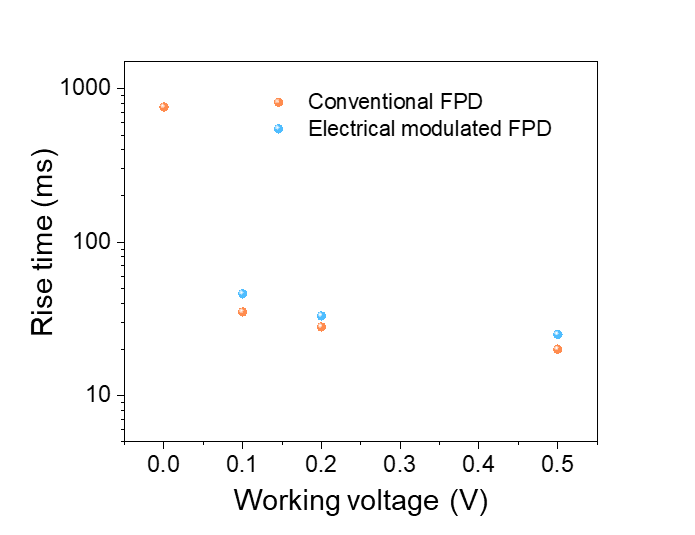 1000
100
10
Rise time (ms)
Conventional FPD
Electrical modulated FPD
0.0 0.1 0.2 0.3 0.4 0.5
Working voltage (V)